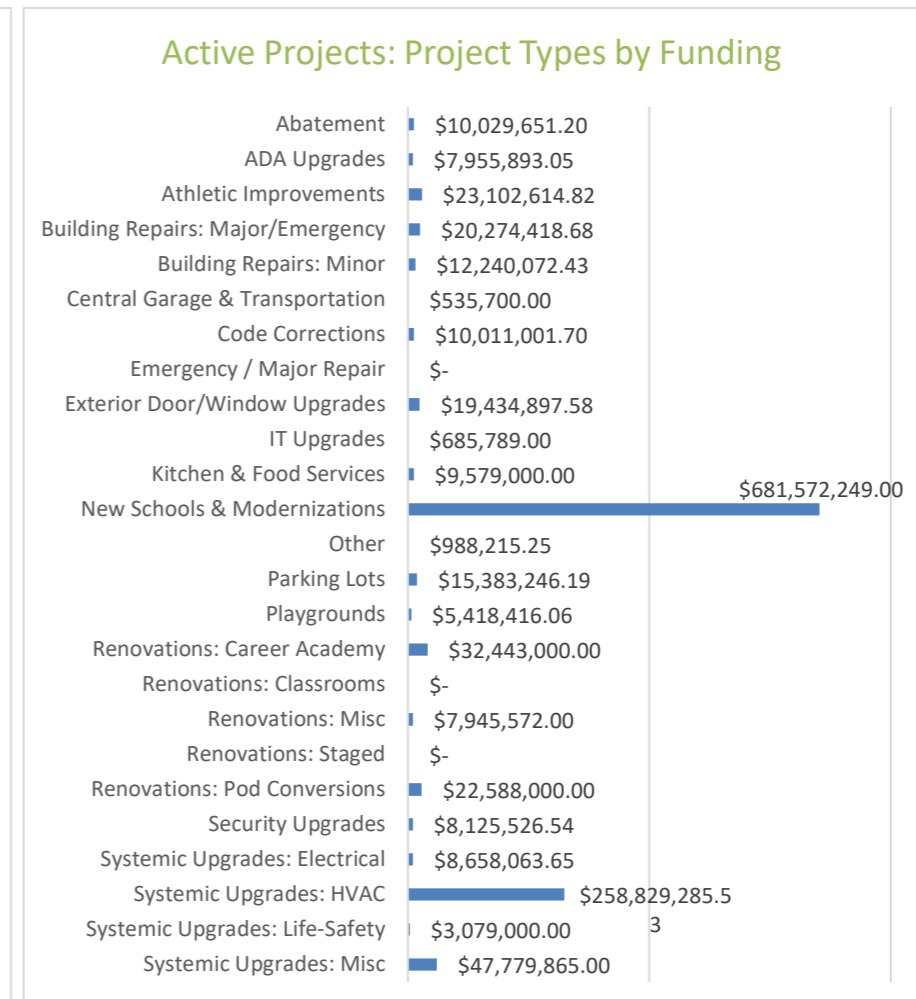 Active Projects: Project Types by Funding
Abatement $10,029,651.20
ADA Upgrades $7,955,893.05
Athletic Improvements $23,102,614.82
Building Repairs: Major/Emergency $20,274,418.68
Building Repairs: Minor $12,240,072.43
Central Garage & Transportation $535,700.00
Code Corrections $10,011,001.70
Emergency / Major Repair $-
Exterior Door/Window Upgrades $19,434,897.58
IT Upgrades $685,789.00
Kitchen & Food Services $9,579,000.00
New Schools & Modernizations $681,572,249.00
Other $988,215.25
Parking Lots $15,383,246.19
Playgrounds $5,418,416.06
Renovations: Career Academy $32,443,000.00
Renovations: Classrooms $-
Renovations: Misc $7,945,572.00
Renovations: Staged $-
Renovations: Pod Conversions $22,588,000.00
Security Upgrades $8,125,526.54
Systemic Upgrades: Electrical $8,658,063.65
Systemic Upgrades: HVAC $258,829,285.5
3
Systemic Upgrades: Life-Safety $3,079,000.00
Systemic Upgrades: Misc $47,779,865.00